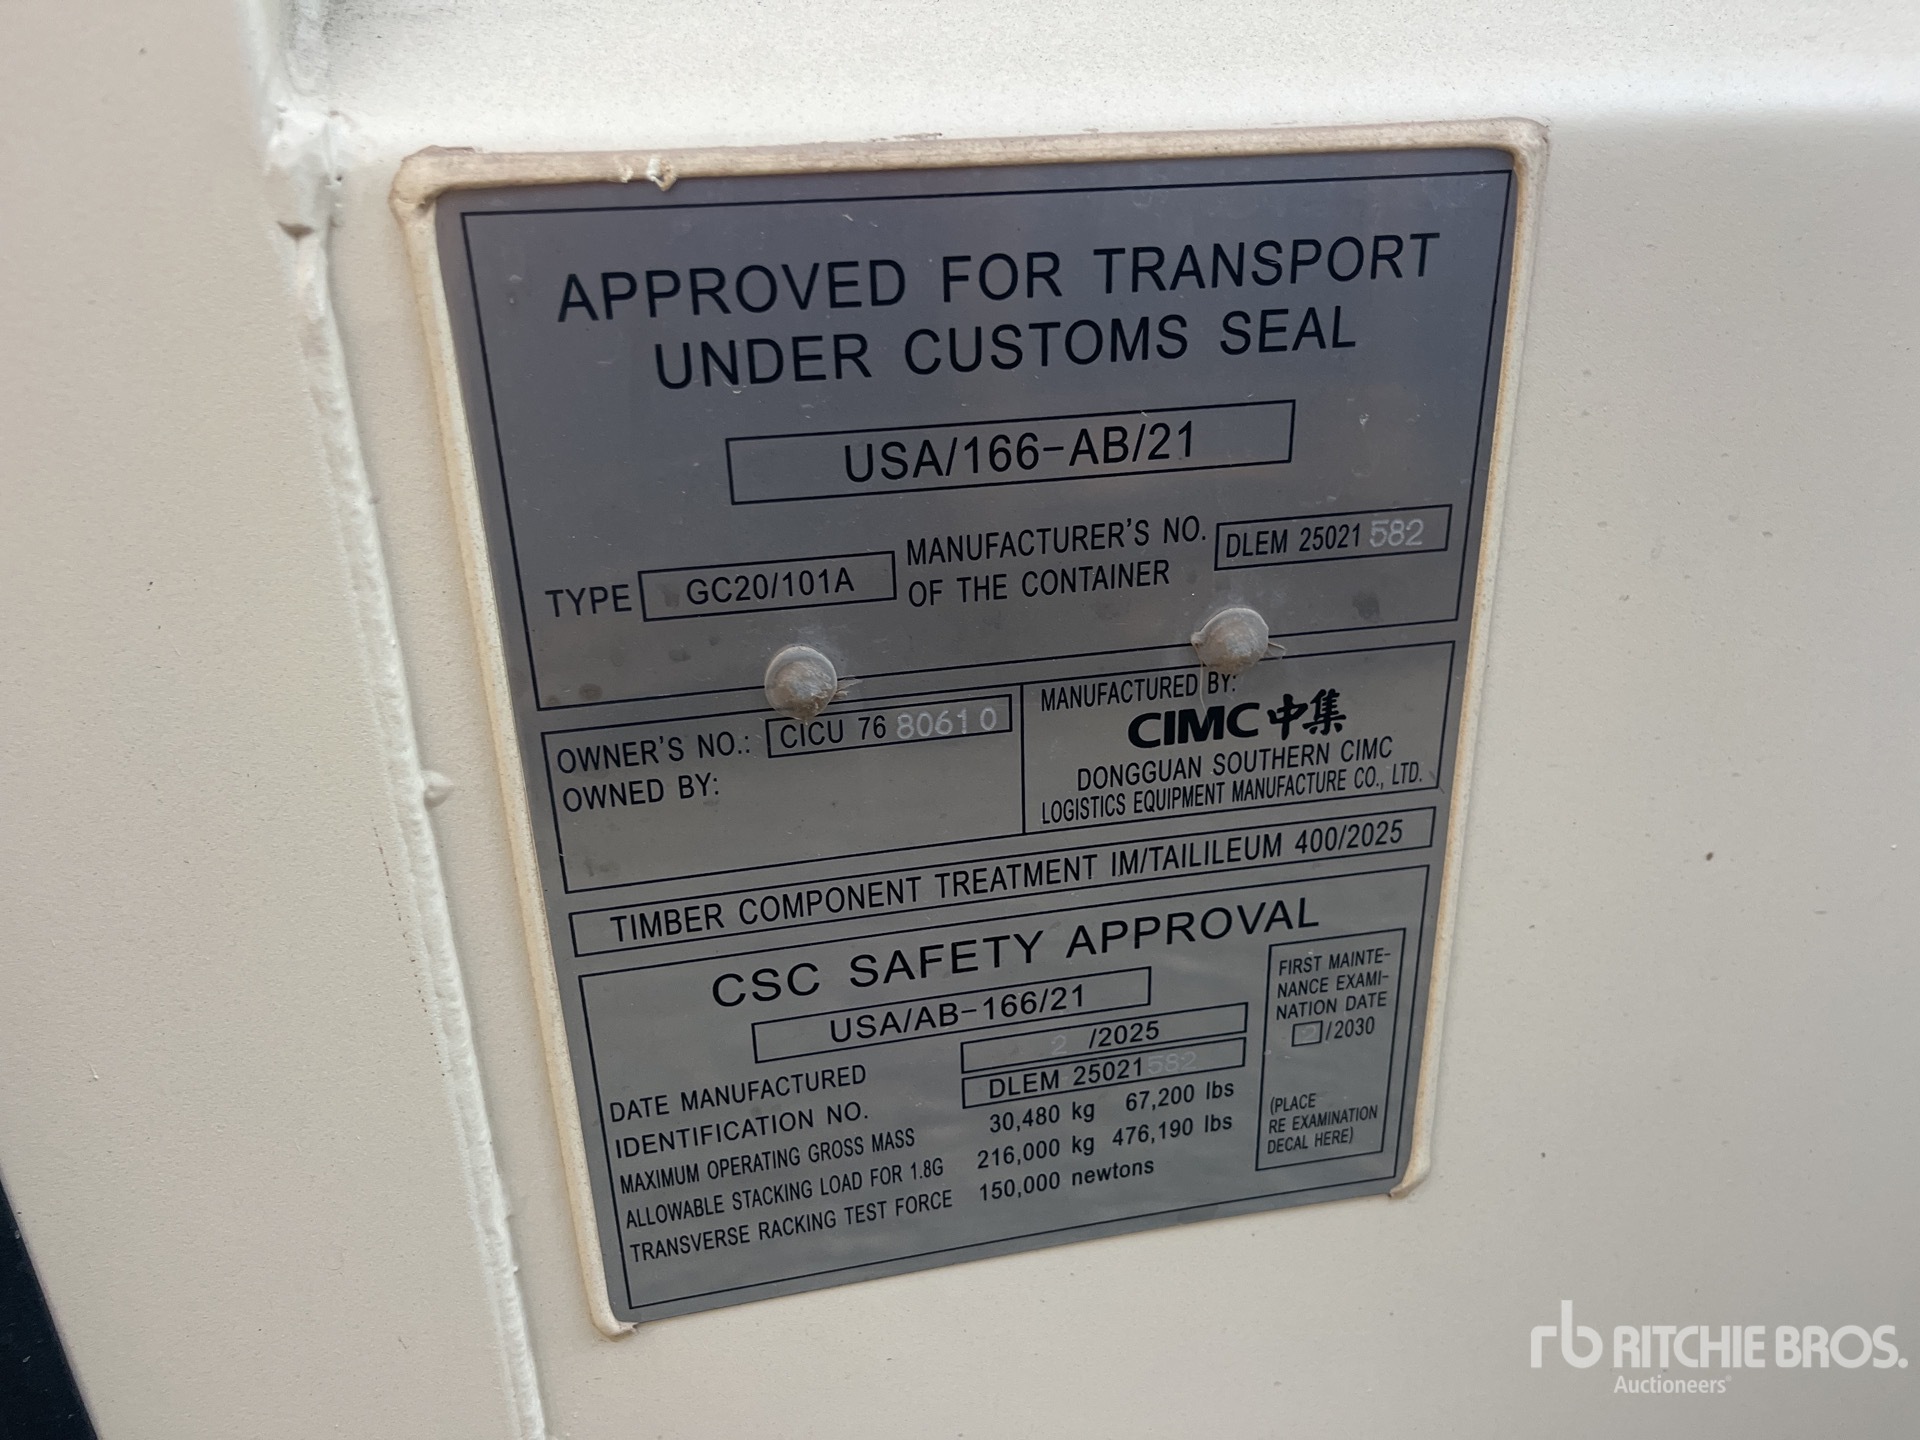 APPROVED FOR TRANSPORT
UNDER CUSTOMS SEAL
USA/166-AB/21
TYPE GC20/101A
MANUFACTURER'S NO.
OF THE CONTAINER
DLEM 25021 582
OWNER'S NO.: CICU 76 80610
OWNED BY:
MANUFACTURED BY:
CIMC 中集
DONGGUAN SOUTHERN CIMC
LOGISTICS EQUIPMENT MANUFACTURE CO., LTD.
TIMBER COMPONENT TREATMENT IM/TAILILEUM 400/2025
CSC SAFETY APPROVAL
USA/AB-166/21
DATE MANUFACTURED 2 /2025
IDENTIFICATION NO. DLEM 25021 582
MAXIMUM OPERATING GROSS MASS 30,480 kg 67,200 lbs
ALLOWABLE STACKING LOAD FOR 1.8G 216,000 kg 476,190 lbs
TRANSVERSE RACKING TEST FORCE 150,000 newtons
FIRST MAINTE-
NANCE EXAMI-
NATION DATE
2/2030
(PLACE
RE EXAMINATION
DECAL HERE)
rb RITCHIE BROS.
Auctioneers